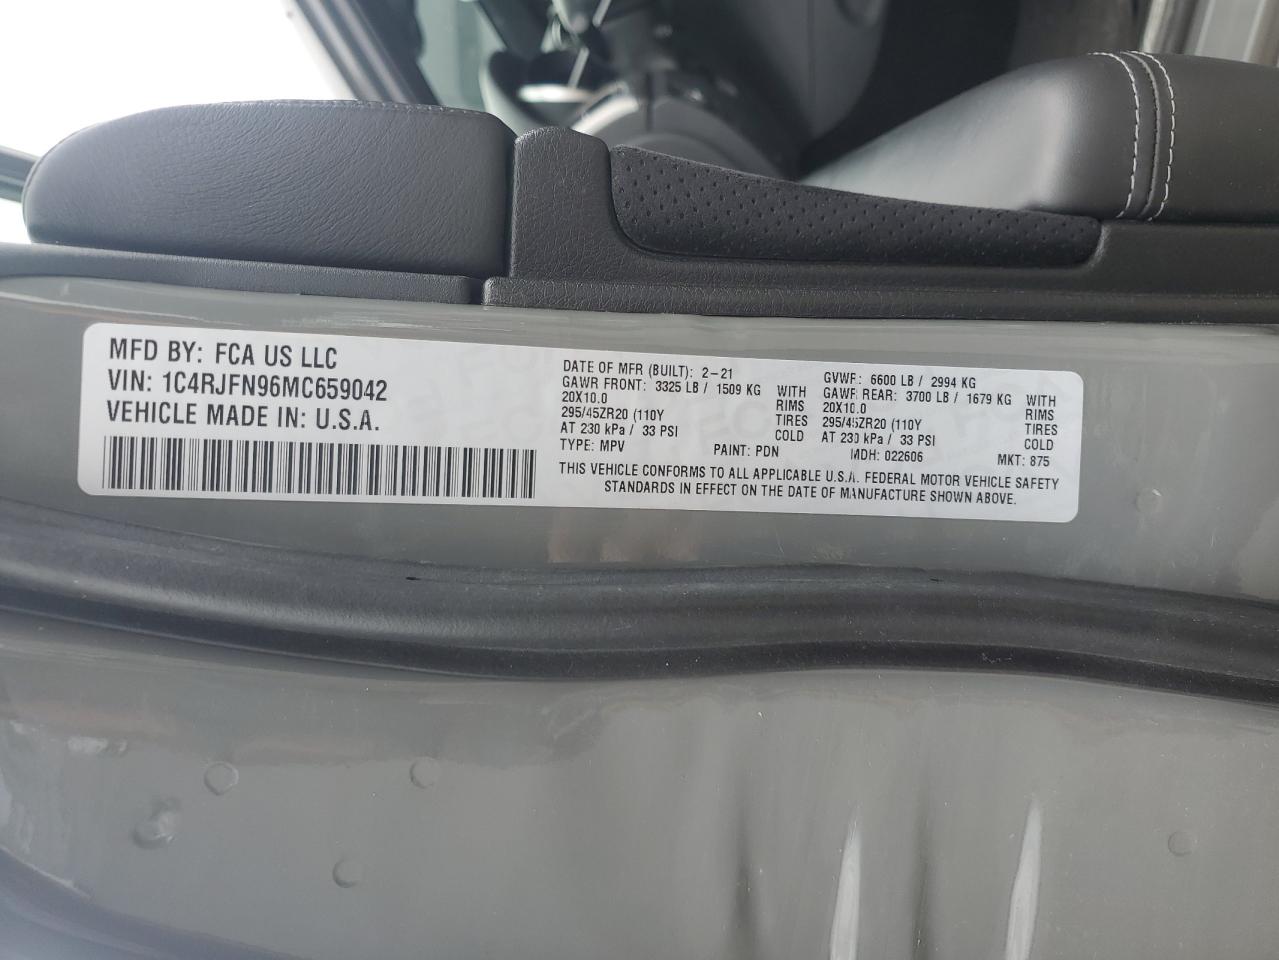 MFD BY: FCA US LLC
VIN: 1C4RJFN96MC659042
VEHICLE MADE IN: U.S.A.
DATE OF MFR (BUILT): 2-21
GAWR FRONT: 3325 LB / 1509 KG WITH
20X10.0 RIMS
295/45ZR20 (110Y TIRES
AT 230 kPa / 33 PSI COLD
TYPE: MPV PAINT: PDN
GVWF: 6600 LB / 2994 KG
GAWR REAR: 3700 LB / 1679 KG WITH
20X10.0 RIMS
295/45ZR20 (110Y TIRES
AT 230 kPa / 33 PSI COLD
MDH: 022606 MKT: 875
THIS VEHICLE CONFORMS TO ALL APPLICABLE U.S.A. FEDERAL MOTOR VEHICLE SAFETY
STANDARDS IN EFFECT ON THE DATE OF MANUFACTURE SHOWN ABOVE.